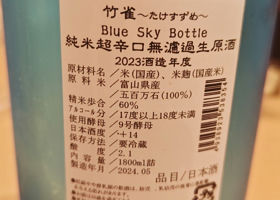 竹雀～たけすずめ～
Blue Sky Bottle
純米超辛口無濾過生原酒
2023酒造年度
原材料名／米(国産)、米麹(国産米)
原料米／富山県産
五百万石(100%)
精米歩合／60%
アルコール分／17度以上18度未満
使用酵母／9号酵母
日本酒度／+14
保存方法／要冷蔵
酸度／2.1
内容量／1800ml詰
製造年月／2024.05
品目/日本酒